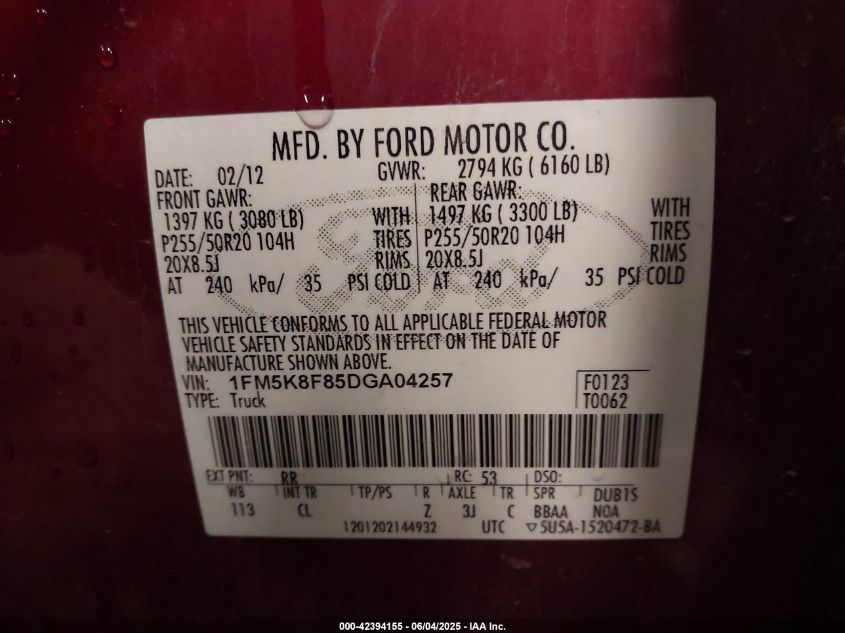 MFD. BY FORD MOTOR CO.
DATE: 02/12 GVWR: 2794 KG ( 6160 LB)
FRONT GAWR: REAR GAWR:
1397 KG ( 3080 LB) WITH 1497 KG ( 3300 LB) WITH
P255/50R20 104H TIRES P255/50R20 104H TIRES
20X8.5J RIMS 20X8.5J RIMS
AT 240 kPa/ 35 PSI COLD AT 240 kPa/ 35 PSI COLD
Ford
THIS VEHICLE CONFORMS TO ALL APPLICABLE FEDERAL MOTOR
VEHICLE SAFETY STANDARDS IN EFFECT ON THE DATE OF
MANUFACTURE SHOWN ABOVE.
VIN: 1FM5K8F85DGA04257 F0123
TYPE: Truck T0062
EXT PNT: RR RC: 53 DSO:
WB INT TR TP/PS R AXLE TR SPR DUB1S
113 CL Z 3J C BBAA NOA
1201202144932 UTC ▽5U5A-1520472-BA
000-42394155 - 06/04/2025 - IAA Inc.